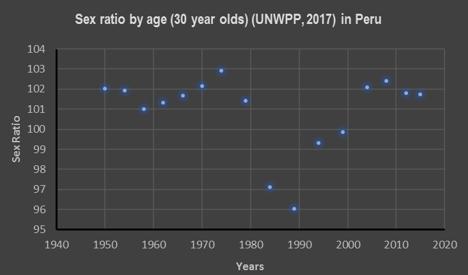 Sex ratio by age (30 year olds) (UNWPP, 2017) in Peru
104
103
102
101
100
99
98
97
96
95
Sex Ratio
1940 1950 1960 1970 1980 1990 2000 2010 2020
Years